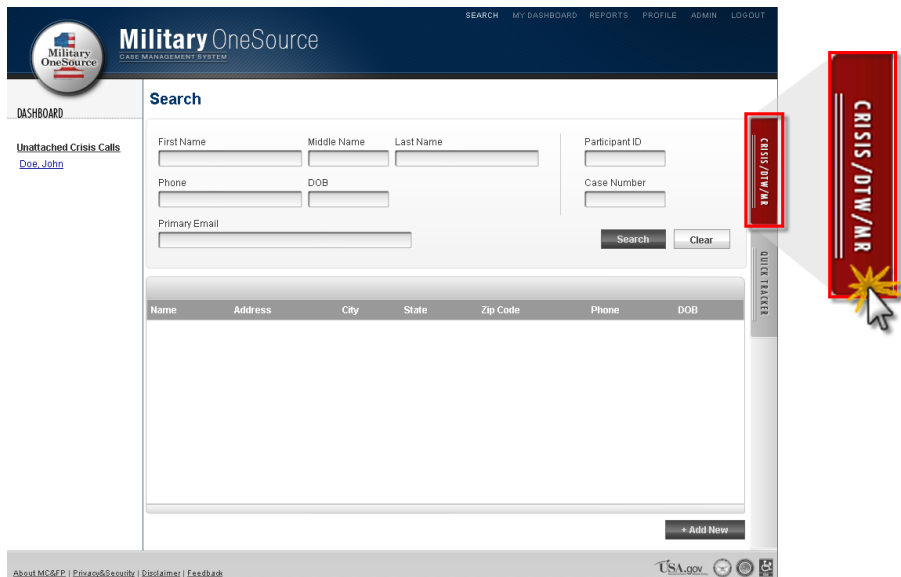 SEARCH MY DASHBOARD REPORTS PROFILE ADMIN LOGOUT
Military OneSource
Military OneSource
CASE MANAGEMENT SYSTEM
DASHBOARD
Unattached Crisis Calls
Doe, John
Search
First Name Middle Name Last Name Participant ID
Phone DOB Case Number
Primary Email
Search Clear
CRISIS/DTW/MR
QUICK TRACKER
CRISIS/DTW/MR
Name Address City State Zip Code Phone DOB
+ Add New
About MC&FP | Privacy&Security | Disclaimer | Feedback
USA.gov